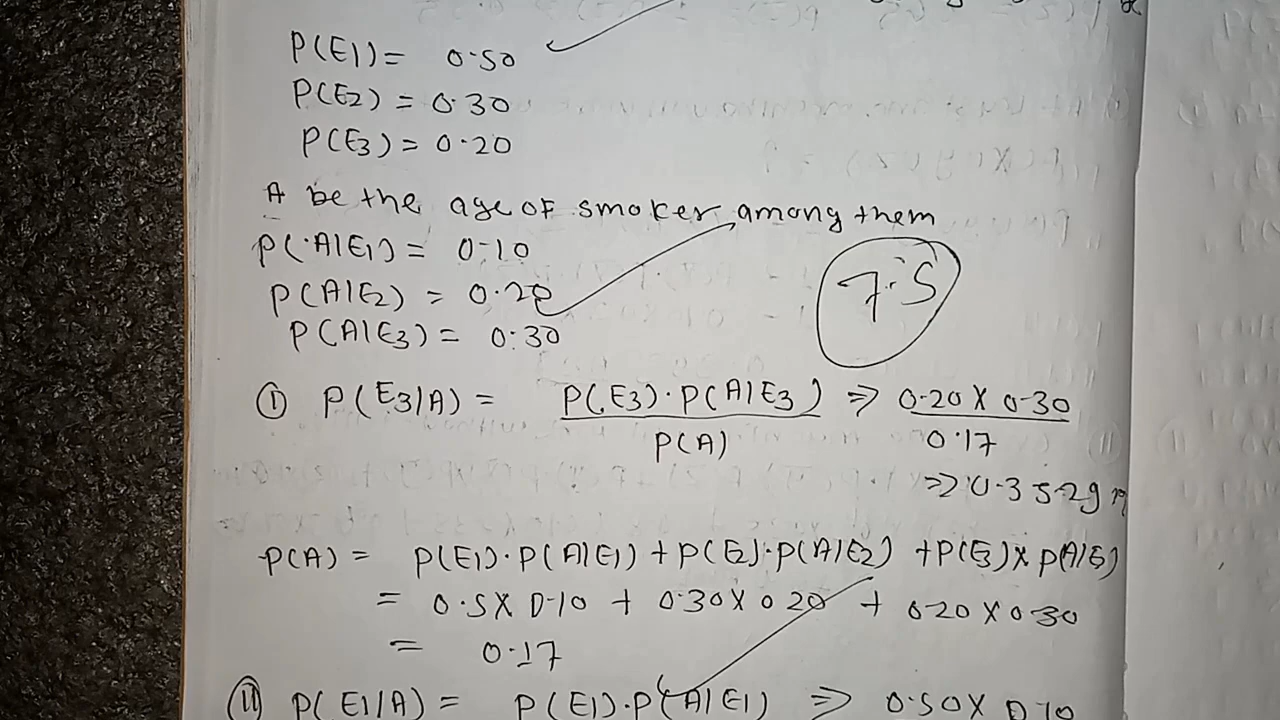 P(E1) = 0.50
P(E2) = 0.30
P(E3) = 0.20
A be the age of smoker among them
P(A|E1) = 0.10
P(A|E2) = 0.20
7.5
P(A|E3) = 0.30
I P(E3/A) = P(E3).P(A|E3) / P(A) => 0.20 X 0.30 / 0.17
=> 0.3529
P(A) = P(E1).P(A|E1) + P(E2).P(A/E2) + P(E3) x P(A/E3)
= 0.5 X 0.10 + 0.30 X 0.20 + 0.20 X 0.30
= 0.17
II P(E1/A) = P(E1).P(A|E1) => 0.50 X 0.10